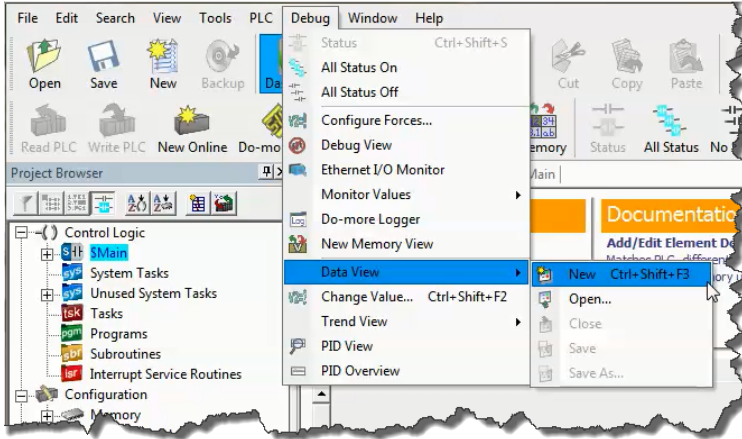 File Edit Search View Tools PLC Debug Window Help
Open Save New Backup Da Cut Copy Paste
Read PLC Write PLC New Online Do-mo emory Status All Status No
Status Ctrl+Shift+S
All Status On
All Status Off
Configure Forces...
Debug View
Ethernet I/O Monitor
Monitor Values
Do-more Logger
New Memory View
Data View
Change Value... Ctrl+Shift+F2
Trend View
PID View
PID Overview
New Ctrl+Shift+F3
Open...
Close
Save
Save As...
Project Browser
Main
Control Logic
$Main
System Tasks
Unused System Tasks
Tasks
Programs
Subroutines
Interrupt Service Routines
Configuration
Memory
Documentatio
Add/Edit Element De